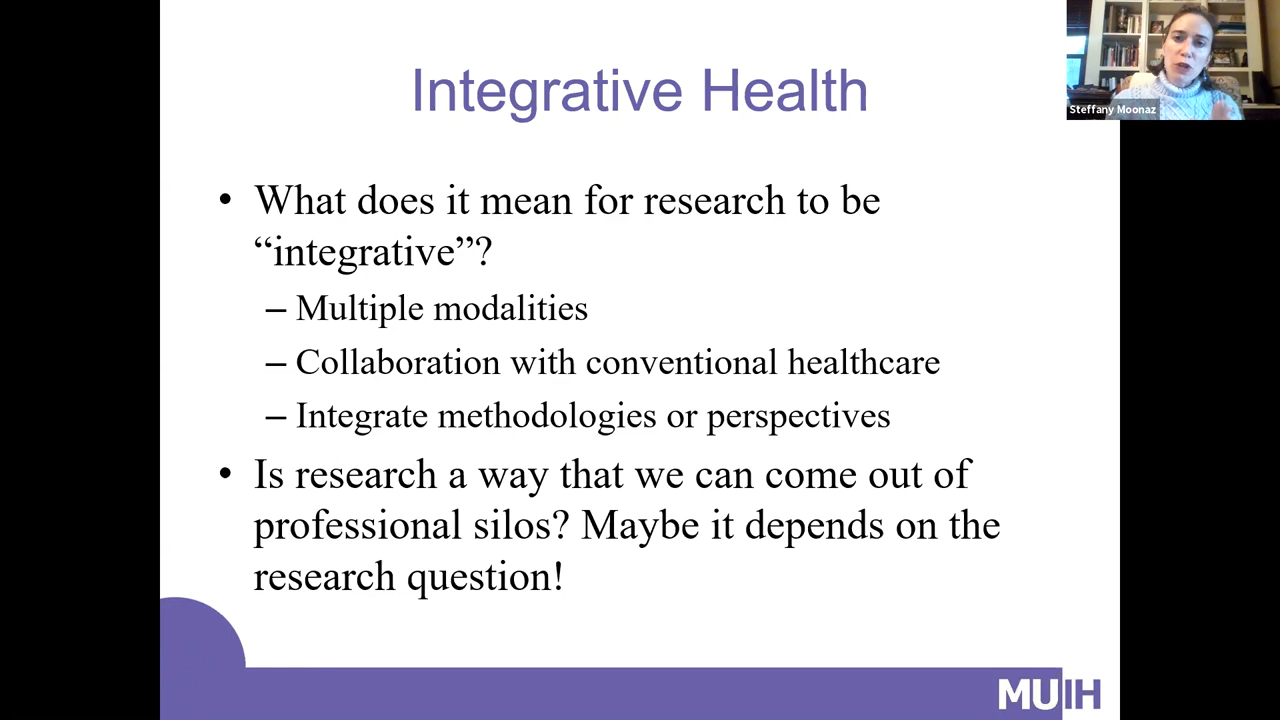 Integrative Health
Steffany Moonaz
• What does it mean for research to be
“integrative”?
– Multiple modalities
– Collaboration with conventional healthcare
– Integrate methodologies or perspectives
• Is research a way that we can come out of
professional silos? Maybe it depends on the
research question!
MUIH